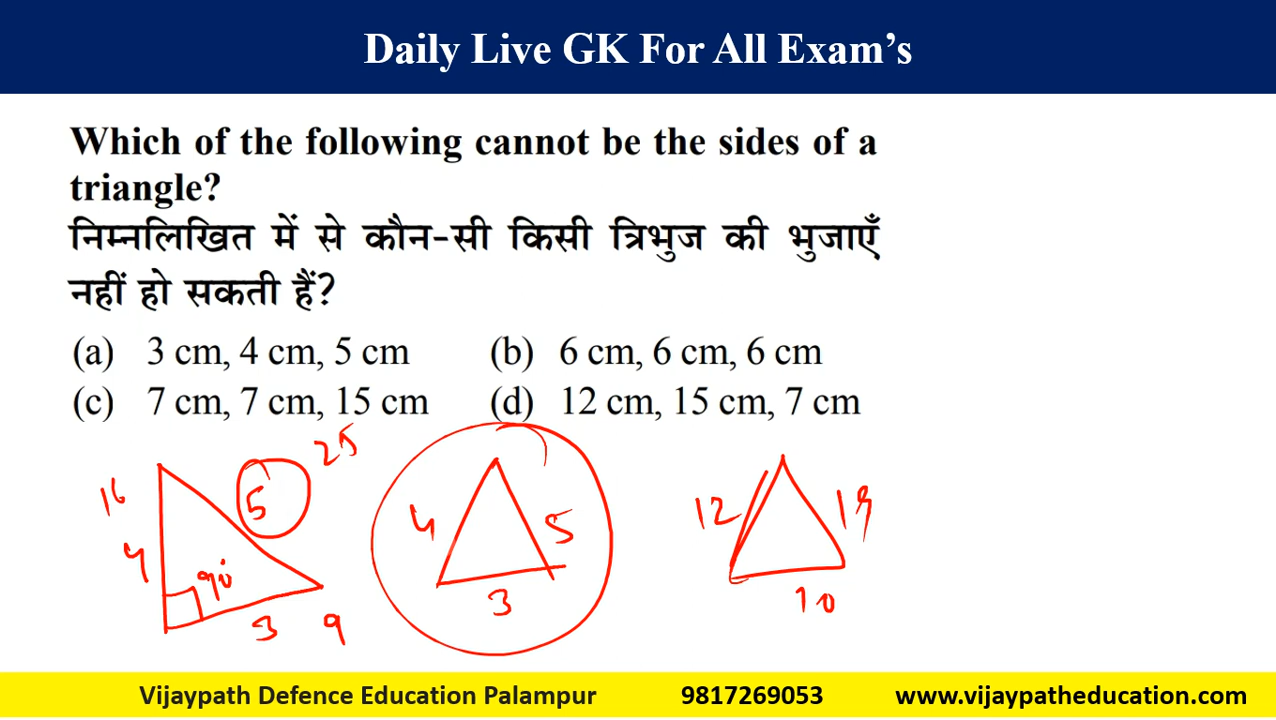 Daily Live GK For All Exam's
Which of the following cannot be the sides of a
triangle?
निम्नलिखित में से कौन-सी किसी त्रिभुज की भुजाएँ
नहीं हो सकती हैं?
(a) 3 cm, 4 cm, 5 cm (b) 6 cm, 6 cm, 6 cm
(c) 7 cm, 7 cm, 15 cm (d) 12 cm, 15 cm, 7 cm
16 4 90 5 25 3 9
4 5 3
12 10
Vijaypath Defence Education Palampur 9817269053 www.vijaypatheducation.com